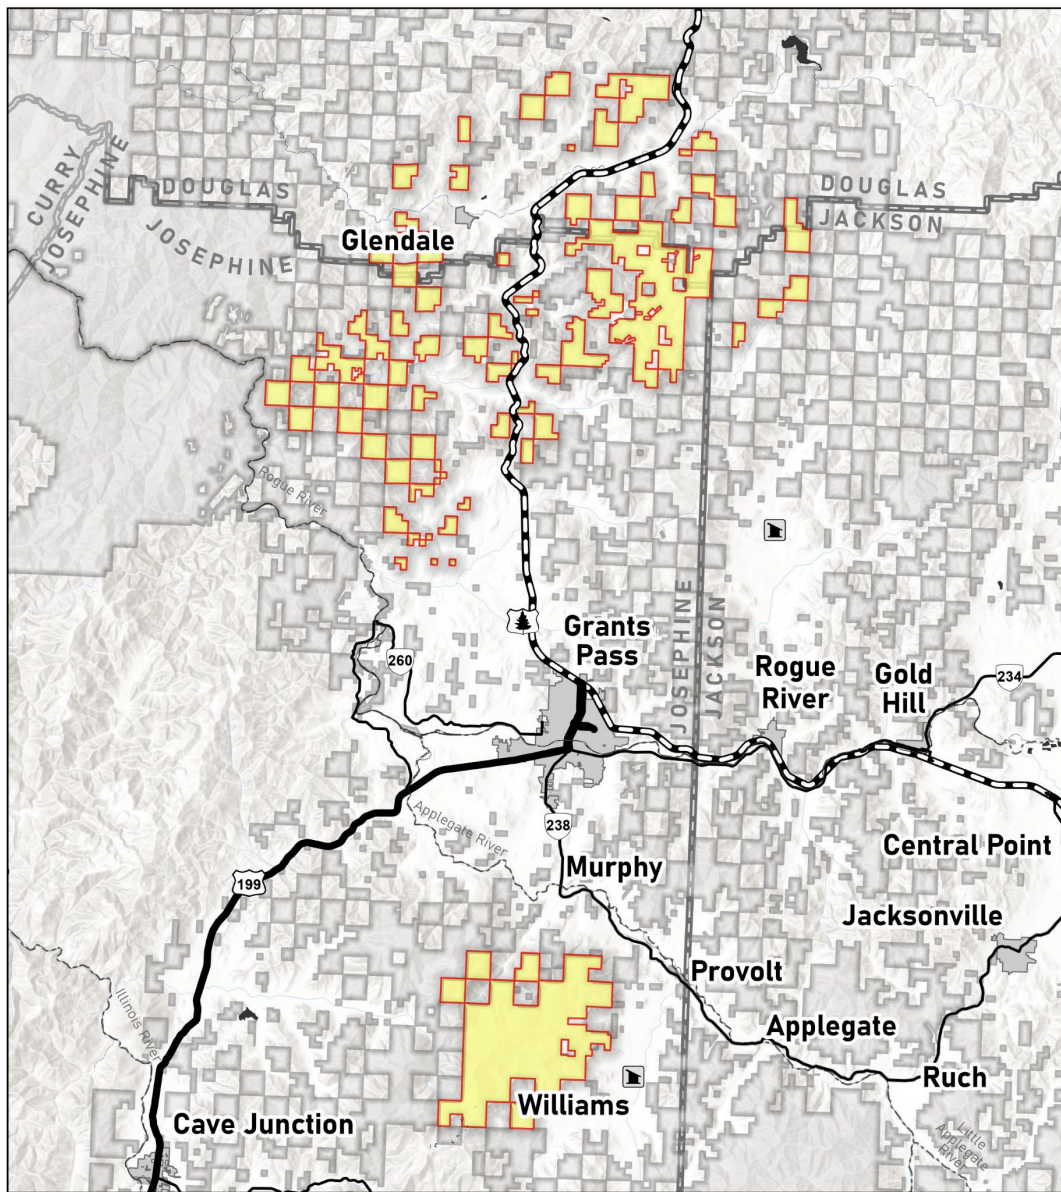 CURRY
JOSEPHINE
DOUGLAS
JOSEPHINE
DOUGLAS
JACKSON
Glendale
Rogue River
JOSEPHINE
JACKSON
Grants
Pass
260
Rogue
River
Gold
Hill
234
Applegate River
238
199
Murphy
Central Point
Jacksonville
Provolt
Illinois River
Applegate
Ruch
Williams
Cave Junction
Little
Applegate
River